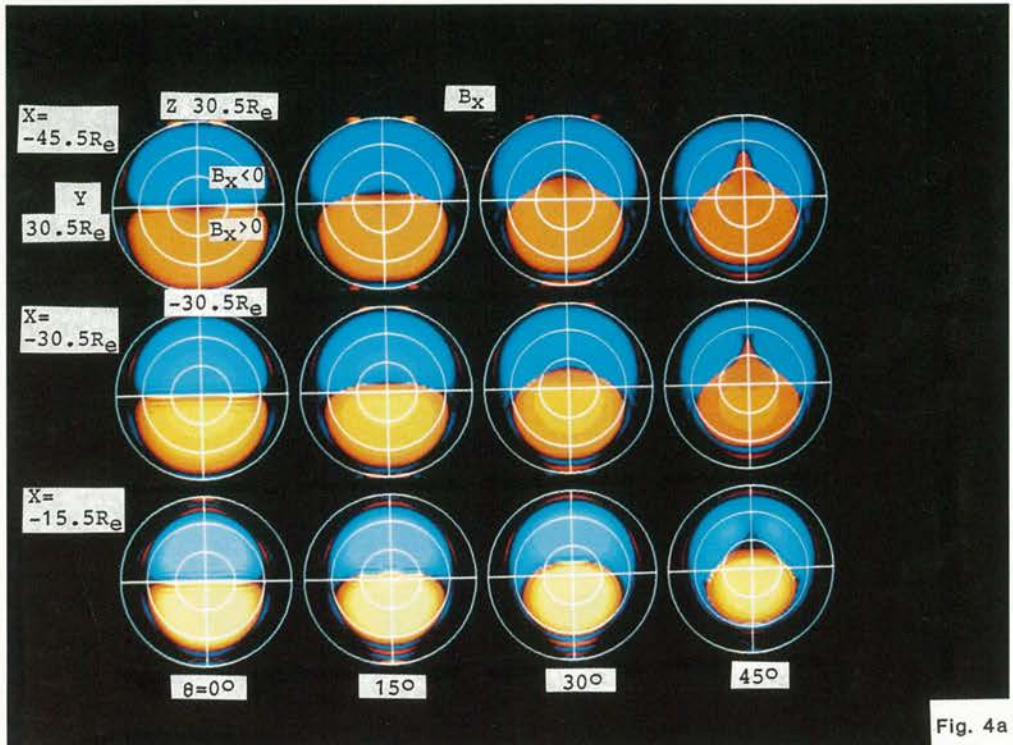 Bx
X=
-45.5Re
Z 30.5Re
Bx<0
Y
30.5Re
Bx>0
-30.5Re
X=
-30.5Re
X=
-15.5Re
θ=0°
15°
30°
45°
Fig. 4a